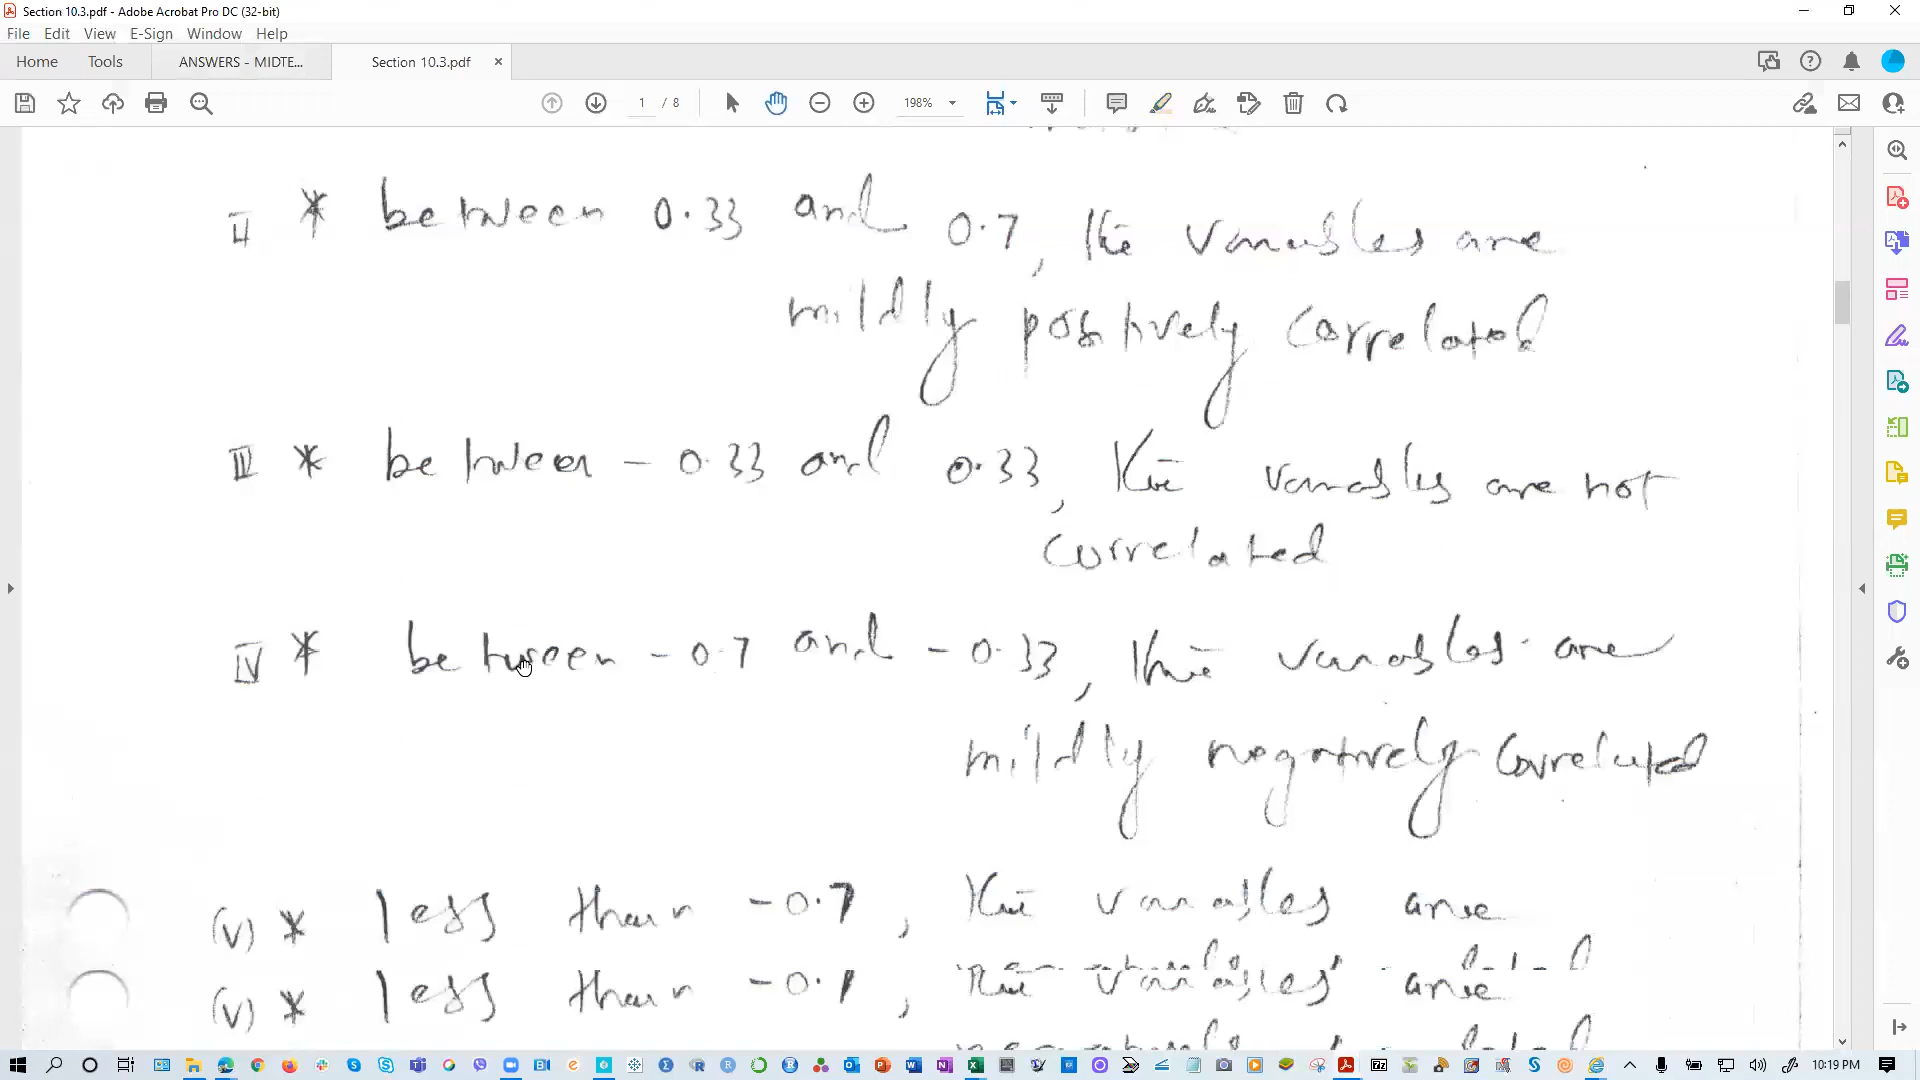 Section 10.3.pdf - Adobe Acrobat Pro DC (32-bit)
File Edit View E-Sign Window Help
Home Tools ANSWERS - MIDTE... Section 10.3.pdf
1 / 8 198%
II * between 0.33 and 0.7, the variables are
mildly positively correlated
III * between -0.33 and 0.33, the variables are not
correlated
IV * between -0.7 and -0.33, the variables are
mildly negatively correlated
(v) * less than -0.7, the variables are
(v) * less than -0.7, the variables are
10:19 PM